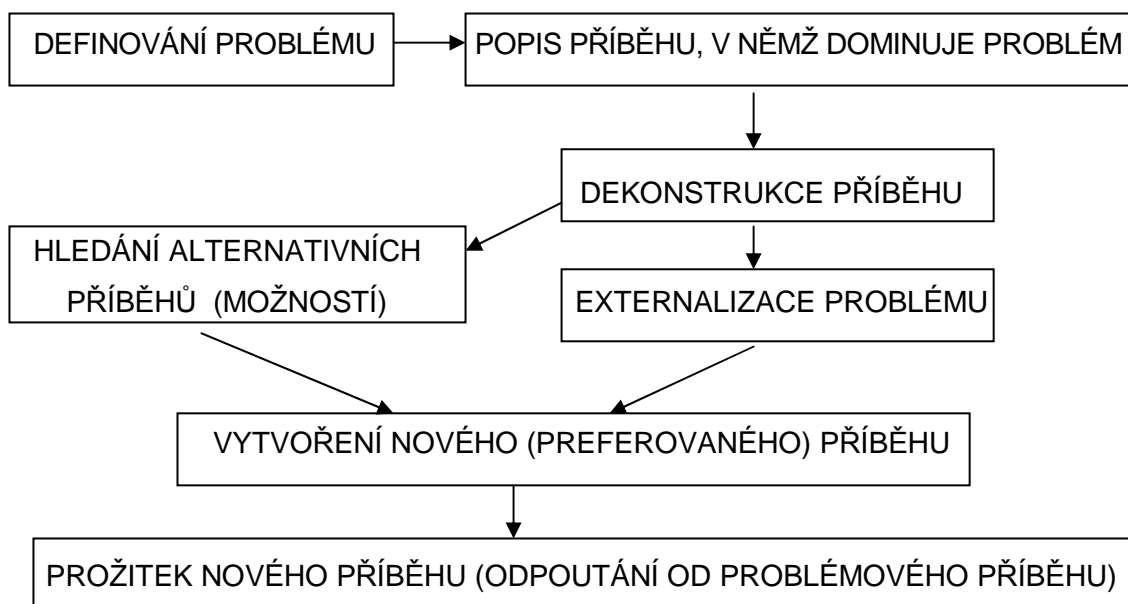 DEFINOVÁNÍ PROBLÉMU
POPIS PŘÍBĚHU, V NĚMŽ DOMINUJE PROBLÉM
DEKONSTRUKCE PŘÍBĚHU
HLEDÁNÍ ALTERNATIVNÍCH
PŘÍBĚHŮ (MOŽNOSTÍ)
EXTERNALIZACE PROBLÉMU
VYTVOŘENÍ NOVÉHO (PREFEROVANÉHO) PŘÍBĚHU
PROŽITEK NOVÉHO PŘÍBĚHU (ODPOUTÁNÍ OD PROBLÉMOVÉHO PŘÍBĚHU)